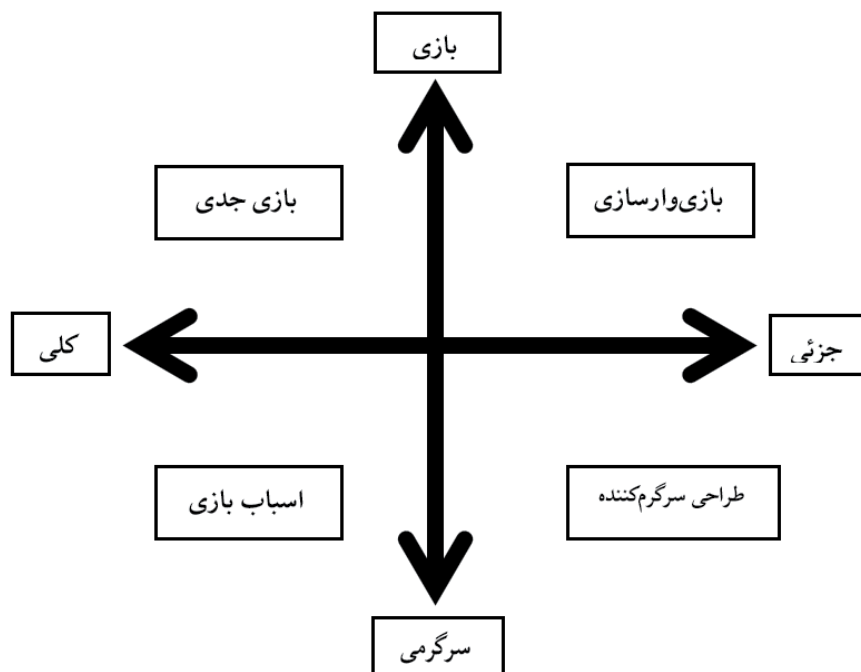 بازی
بازی‌وارسازی
بازی جدی
جزئی
کلی
طراحی سرگرم‌کننده
اسباب بازی
سرگرمی